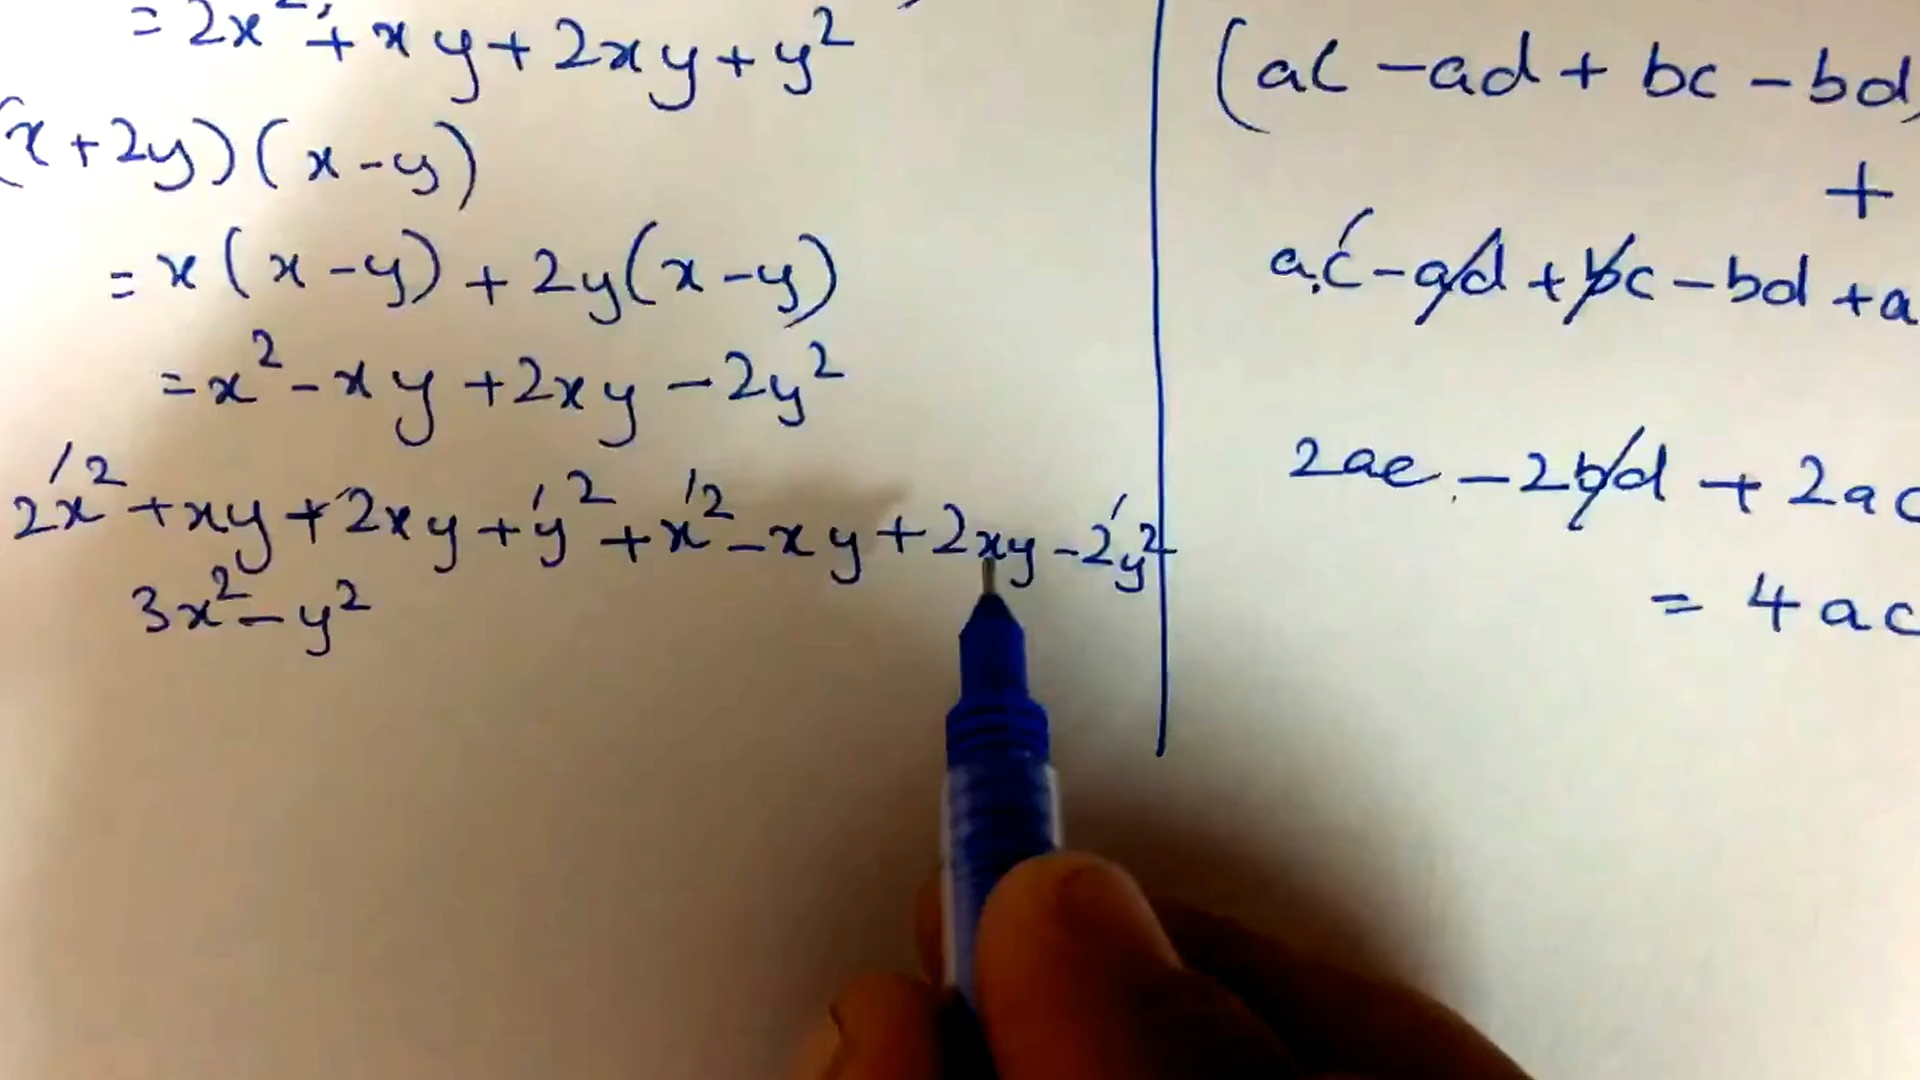 = 2x² + xy + 2xy + y²
(x + 2y)(x - y)
= x(x - y) + 2y(x - y)
= x² - xy + 2xy - 2y²
2x² + xy + 2xy + y² + x² - xy + 2xy - 2y²
3x² - y²
(ac - ad + bc - bd)
+
ac - ad + bc - bd + a
2ac - 2bd + 2ac
= 4ac